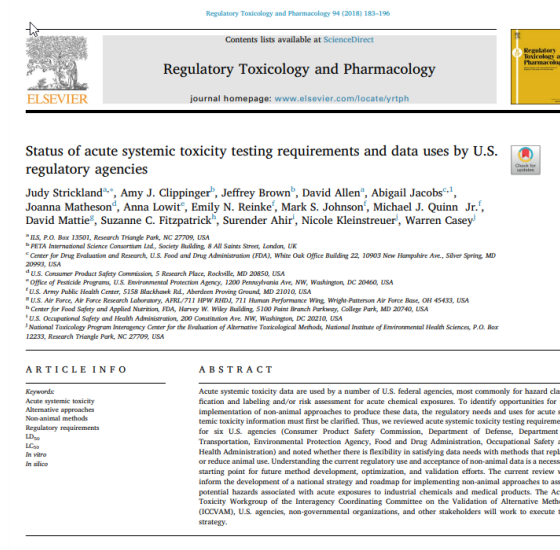 Regulatory Toxicology and Pharmacology 94 (2018) 183–196
Contents lists available at ScienceDirect
Regulatory Toxicology and Pharmacology
journal homepage: www.elsevier.com/locate/yrtph
ELSEVIER
Regulatory
Toxicology and
Pharmacology
Status of acute systemic toxicity testing requirements and data uses by U.S.
regulatory agencies
Check for
updates
Judy Strickland a,*, Amy J. Clippinger b, Jeffrey Brown b, David Allen a, Abigail Jacobs c,1,
Joanna Matheson d, Anna Lowit e, Emily N. Reinke f, Mark S. Johnson f, Michael J. Quinn Jr. f,
David Mattie g, Suzanne C. Fitzpatrick h, Surender Ahir i, Nicole Kleinstreuer j, Warren Casey j
a ILS, P.O. Box 13501, Research Triangle Park, NC 27709, USA
b PETA International Science Consortium Ltd., Society Building, 8 All Saints Street, London, UK
c Center for Drug Evaluation and Research, U.S. Food and Drug Administration (FDA), White Oak Office Building 22, 10903 New Hampshire Ave., Silver Spring, MD
20993, USA
d U.S. Consumer Product Safety Commission, 5 Research Place, Rockville, MD 20850, USA
e Office of Pesticide Programs, U.S. Environmental Protection Agency, 1200 Pennsylvania Ave, NW, Washington, DC 20460, USA
f U.S. Army Public Health Center, 5158 Blackhawk Rd., Aberdeen Proving Ground, MD 21010, USA
g U.S. Air Force, Air Force Research Laboratory, AFRL/711 HPW RHDJ, 711 Human Performance Wing, Wright-Patterson Air Force Base, OH 45433, USA
h Center for Food Safety and Applied Nutrition, FDA, Harvey W. Wiley Building, 5100 Paint Branch Parkway, College Park, MD 20740, USA
i U.S. Occupational Safety and Health Administration, 200 Constitution Ave. NW, Washington, DC 20210, USA
j National Toxicology Program Interagency Center for the Evaluation of Alternative Toxicological Methods, National Institute of Environmental Health Sciences, P.O. Box
12233, Research Triangle Park, NC 27709, USA
ARTICLE INFO
Keywords:
Acute systemic toxicity
Alternative approaches
Non-animal methods
Regulatory requirements
LD50
LC50
In vitro
In silico
ABSTRACT
Acute systemic toxicity data are used by a number of U.S. federal agencies, most commonly for hazard clas
fication and labeling and/or risk assessment for acute chemical exposures. To identify opportunities for
implementation of non-animal approaches to produce these data, the regulatory needs and uses for acute s
temic toxicity information must first be clarified. Thus, we reviewed acute systemic toxicity testing requireme
for six U.S. agencies (Consumer Product Safety Commission, Department of Defense, Department
Transportation, Environmental Protection Agency, Food and Drug Administration, Occupational Safety a
Health Administration) and noted whether there is flexibility in satisfying data needs with methods that repl
or reduce animal use. Understanding the current regulatory use and acceptance of non-animal data is a necess
starting point for future method development, optimization, and validation efforts. The current review w
inform the development of a national strategy and roadmap for implementing non-animal approaches to ass
potential hazards associated with acute exposures to industrial chemicals and medical products. The Ac
Toxicity Workgroup of the Interagency Coordinating Committee on the Validation of Alternative Metho
(ICCVAM), U.S. agencies, non-governmental organizations, and other stakeholders will work to execute t
strategy.